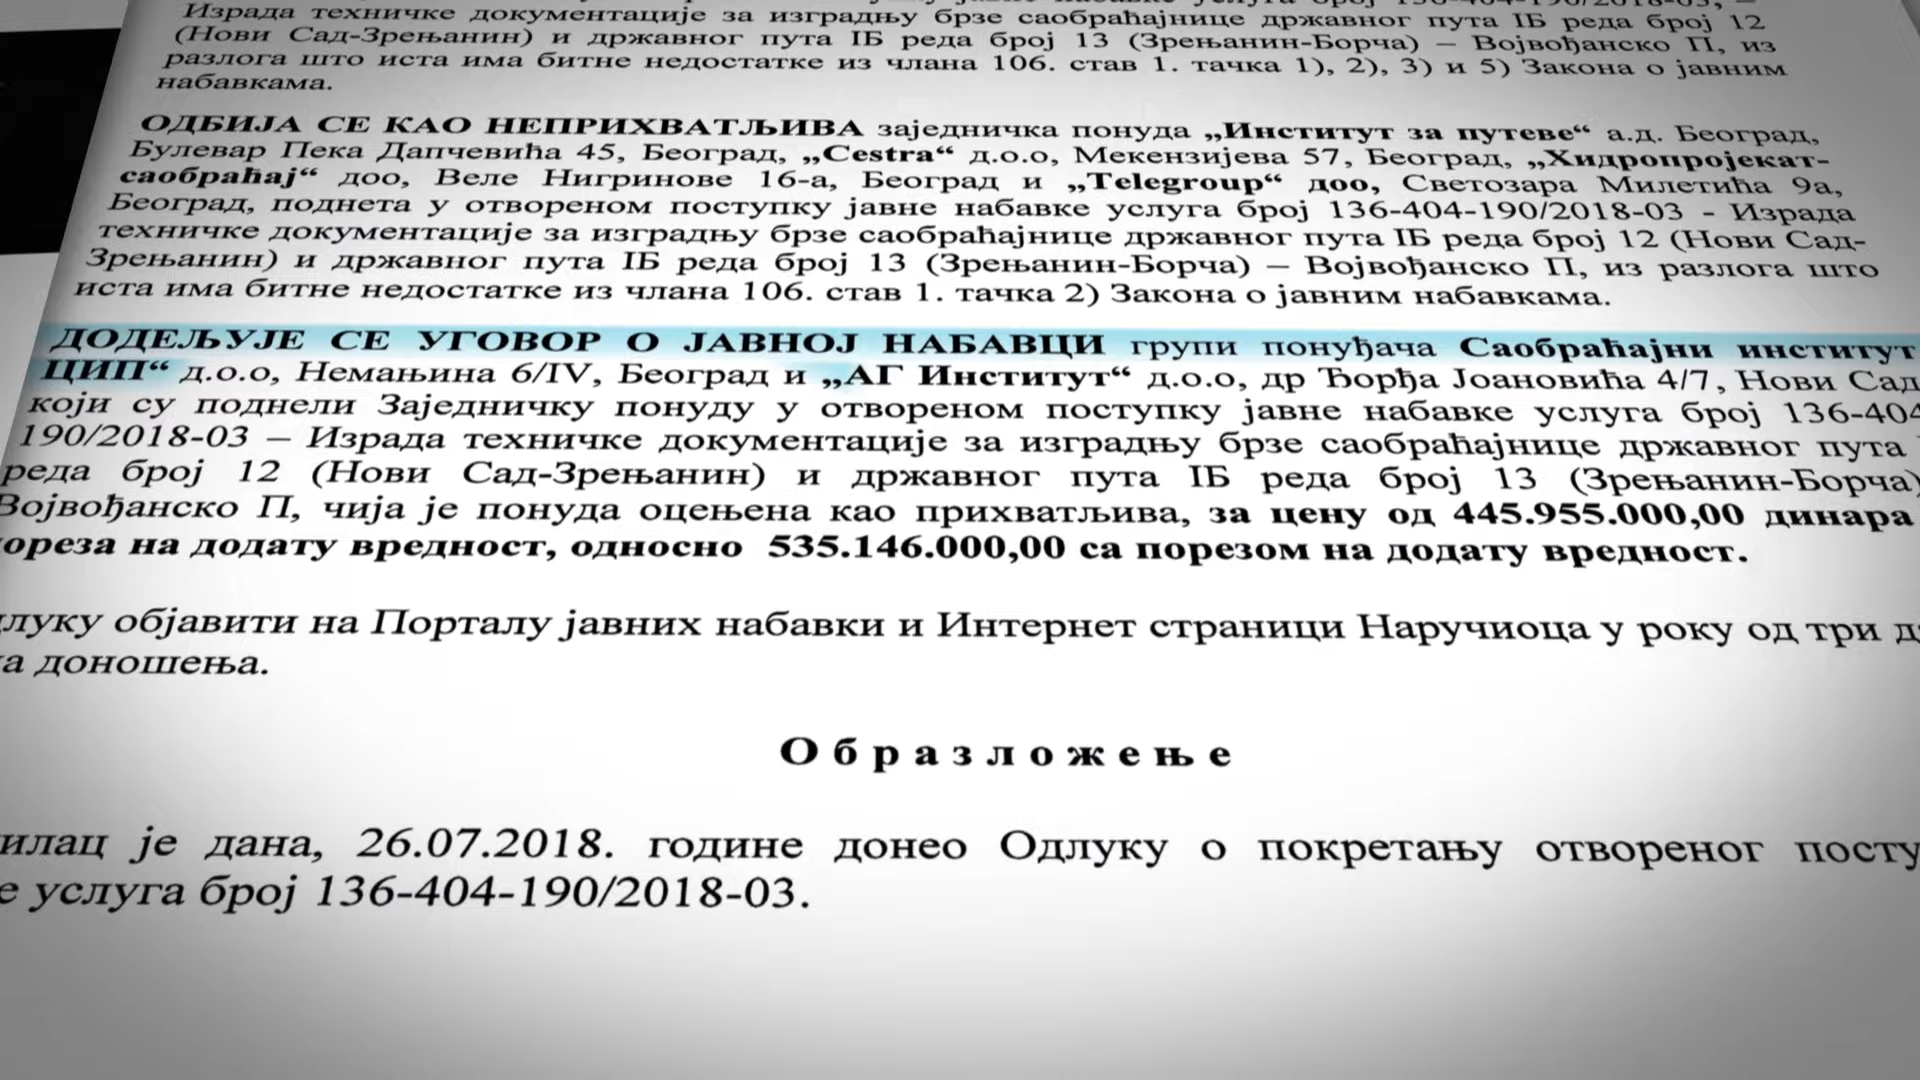 Израда техничке документације за изградњу брзе саобраћајнице државног пута IБ реда број 12
(Нови Сад-Зрењанин) и државног пута IБ реда број 13 (Зрењанин-Борча) – Војвођанско П, из
разлога што иста има битне недостатке из члана 106. став 1. тачка 1), 2), 3) и 5) Закона о јавним
набавкама.
ОДБИЈА СЕ КАО НЕПРИХВАТЉИВА заједничка понуда „Институт за путеве“ а.д. Београд,
Булевар Пека Дапчевића 45, Београд, „Cestra“ д.о.о, Мекензијева 57, Београд, „Хидропројекат-
саобраћај“ доо, Веле Нигринове 16-а, Београд и „Telegroup“ доо, Светозара Милетића 9а,
Београд, поднета у отвореном поступку јавне набавке услуга број 136-404-190/2018-03 - Израда
техничке документације за изградњу брзе саобраћајнице државног пута IБ реда број 12 (Нови Сад-
Зрењанин) и државног пута IБ реда број 13 (Зрењанин-Борча) – Војвођанско П, из разлога што
иста има битне недостатке из члана 106. став 1. тачка 2) Закона о јавним набавкама.
ДОДЕЉУЈЕ СЕ УГОВОР О ЈАВНОЈ НАБАВЦИ групи понуђача Саобраћајни институт
ЦИП“ д.о.о, Немањина 6/IV, Београд и „АГ Институт“ д.о.о, др Ђорђа Јоановића 4/7, Нови Сад
који су поднели Заједничку понуду у отвореном поступку јавне набавке услуга број 136-404
190/2018-03 – Израда техничке документације за изградњу брзе саобраћајнице државног пута
реда број 12 (Нови Сад-Зрењанин) и државног пута IБ реда број 13 (Зрењанин-Борча)
Војвођанско П, чија је понуда оцењена као прихватљива, за цену од 445.955.000,00 динара
ореза на додату вредност, односно 535.146.000,00 са порезом на додату вредност.
луку објавити на Порталу јавних набавки и Интернет страници Наручиоца у року од три д
а доношења.
Образложење
илац је дана, 26.07.2018. године донео Одлуку о покретању отвореног посту
е услуга број 136-404-190/2018-03.